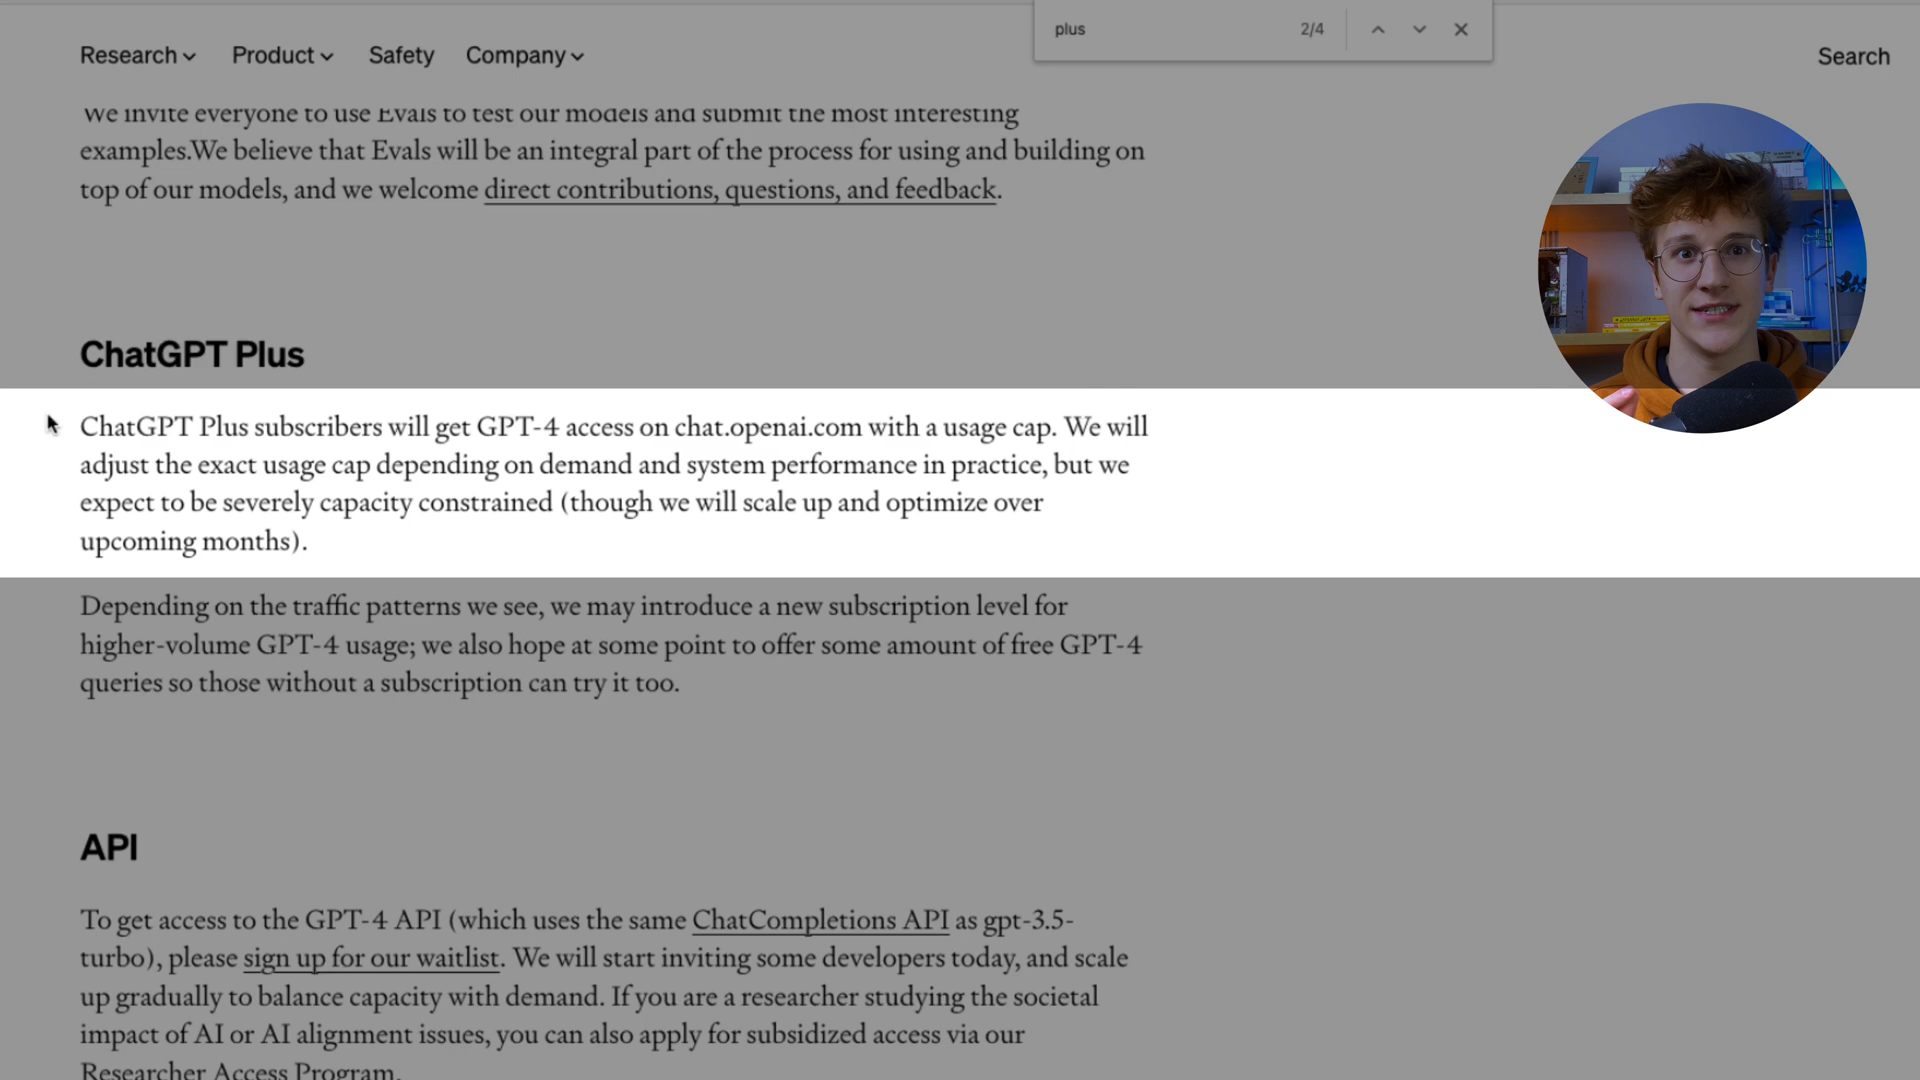 plus 2/4
Research Product Safety Company Search
We invite everyone to use Evals to test our models and submit the most interesting
examples.We believe that Evals will be an integral part of the process for using and building on
top of our models, and we welcome direct contributions, questions, and feedback.
ChatGPT Plus
ChatGPT Plus subscribers will get GPT-4 access on chat.openai.com with a usage cap. We will
adjust the exact usage cap depending on demand and system performance in practice, but we
expect to be severely capacity constrained (though we will scale up and optimize over
upcoming months).
Depending on the traffic patterns we see, we may introduce a new subscription level for
higher-volume GPT-4 usage; we also hope at some point to offer some amount of free GPT-4
queries so those without a subscription can try it too.
API
To get access to the GPT-4 API (which uses the same ChatCompletions API as gpt-3.5-
turbo), please sign up for our waitlist. We will start inviting some developers today, and scale
up gradually to balance capacity with demand. If you are a researcher studying the societal
impact of AI or AI alignment issues, you can also apply for subsidized access via our
Researcher Access Program.